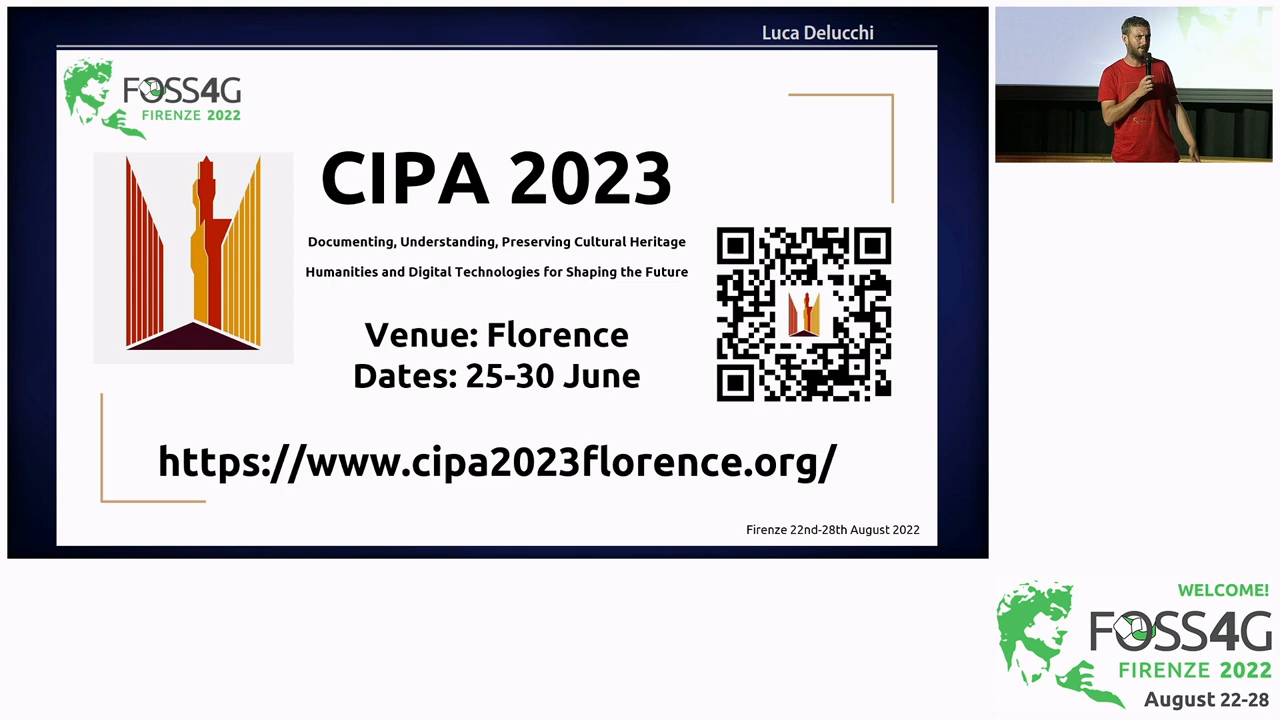 Luca Delucchi
FOSS4G
FIRENZE 2022
CIPA 2023
Documenting, Understanding, Preserving Cultural Heritage
Humanities and Digital Technologies for Shaping the Future
Venue: Florence
Dates: 25-30 June
https://www.cipa2023florence.org/
Firenze 22nd-28th August 2022
WELCOME!
FOSS4G
FIRENZE 2022
August 22-28